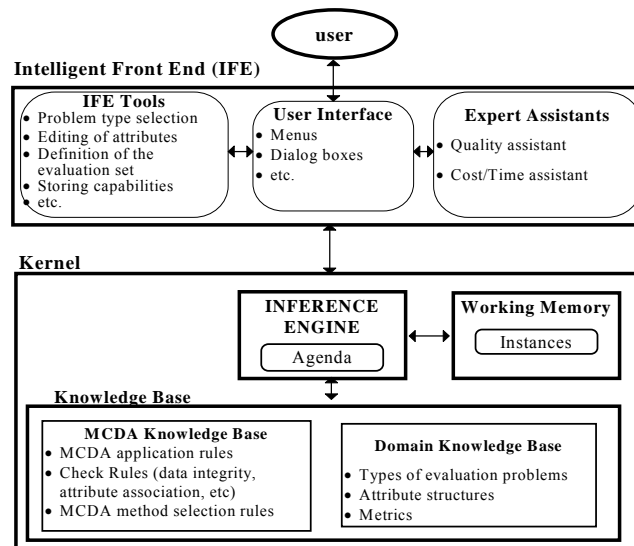 user
Intelligent Front End (IFE)
IFE Tools
• Problem type selection
• Editing of attributes
• Definition of the
evaluation set
• Storing capabilities
• etc.
User Interface
• Menus
• Dialog boxes
• etc.
Expert Assistants
• Quality assistant
• Cost/Time assistant
Kernel
INFERENCE
ENGINE
Agenda
Working Memory
Instances
Knowledge Base
MCDA Knowledge Base
• MCDA application rules
• Check Rules (data integrity,
attribute association, etc)
• MCDA method selection rules
Domain Knowledge Base
• Types of evaluation problems
• Attribute structures
• Metrics